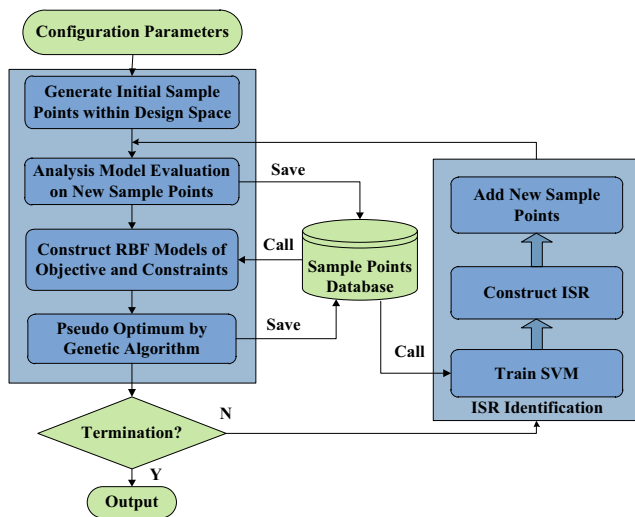 Configuration Parameters
Generate Initial Sample
Points within Design Space
Analysis Model Evaluation
on New Sample Points
Save
Construct RBF Models of
Objective and Constraints
Call
Sample Points
Database
Pseudo Optimum by
Genetic Algorithm
Save
Call
Add New Sample
Points
Construct ISR
Train SVM
ISR Identification
Termination?
N
Y
Output